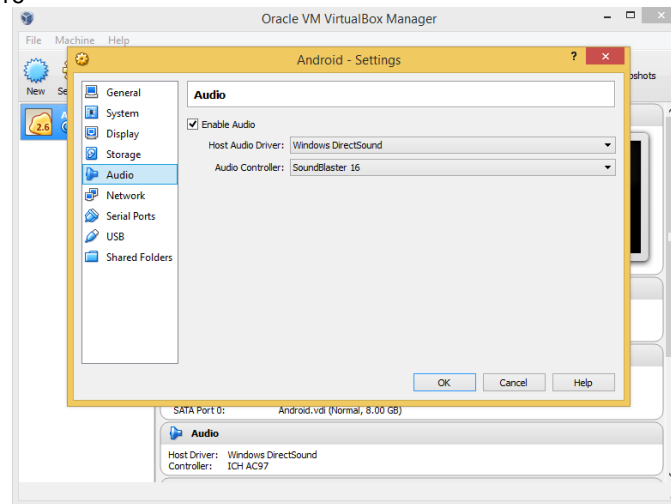 Oracle VM VirtualBox Manager
File Machine Help
Android - Settings
?
New
pshots
2.6
General
System
Display
Storage
Audio
Network
Serial Ports
USB
Shared Folders
Audio
Enable Audio
Host Audio Driver: Windows DirectSound
Audio Controller: SoundBlaster 16
OK Cancel Help
SATA Port 0: Android.vdi (Normal, 8.00 GB)
Audio
Host Driver: Windows DirectSound
Controller: ICH AC97